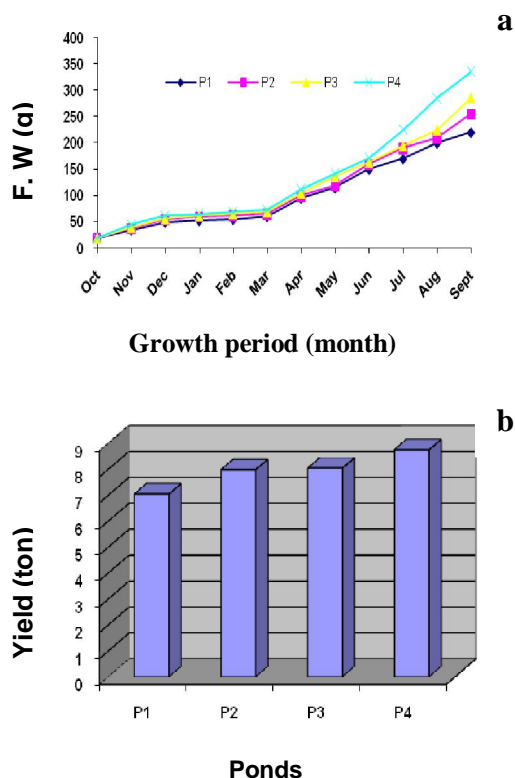 a
400
350
300
250
200
150
100
50
0
F. W (g)
P1 P2 P3 P4
Oct Nov Dec Jan Feb Mar Apr May Jun Jul Aug Sept
Growth period (month)
b
9
8
7
6
5
4
3
2
1
0
Yield (ton)
P1 P2 P3 P4
Ponds